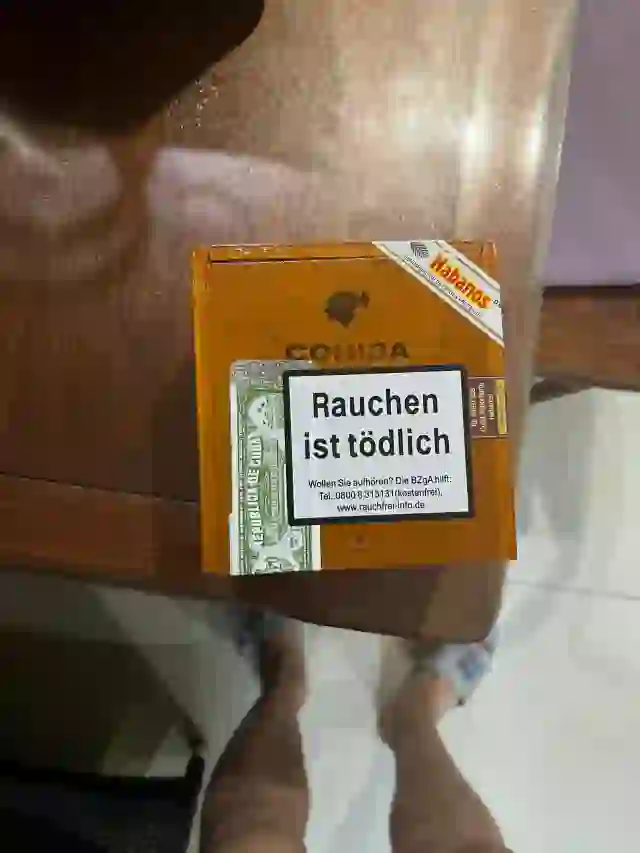 Habanos
COHIBA
REPUBLICA DE CUBA
Rauchen
ist tödlich
Wollen Sie aufhören? Die BZgA hilft:
Tel.: 0800 8 313131 (kostenfrei),
www.rauchfrei-info.de